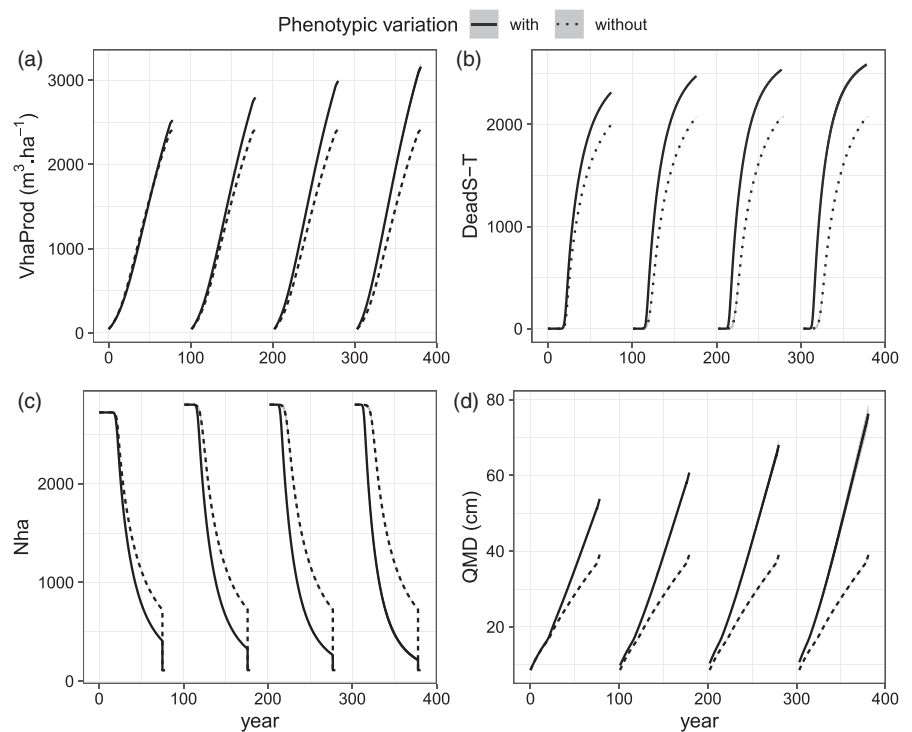 Phenotypic variation with without
(a)
VhaProd (m³.ha⁻¹)
3000
2000
1000
0
0 100 200 300 400
(b)
DeadS−T
2000
1000
0
0 100 200 300 400
(c)
Nha
2000
1000
0
0 100 200 300 400
year
(d)
QMD (cm)
80
60
40
20
0 100 200 300 400
year